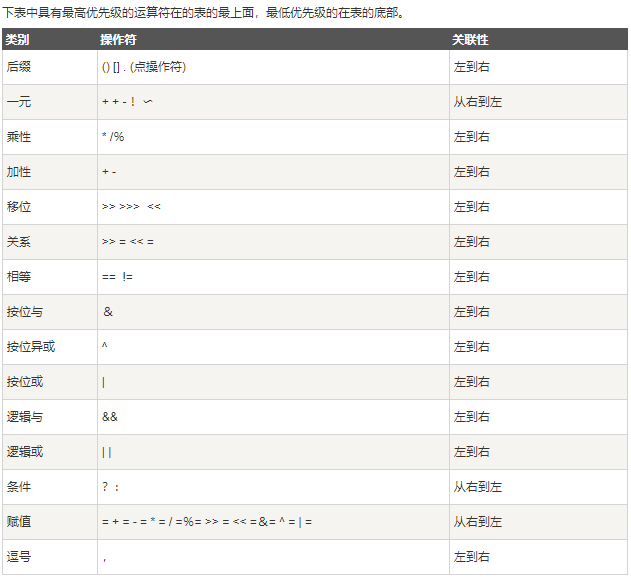 下表中具有最高优先级的运算符在的表的最上面，最低优先级的在表的底部。
类别 操作符 关联性
后缀 () [] . (点操作符) 左到右
一元 + + - ！〜 从右到左
乘性 * /% 左到右
加性 + - 左到右
移位 >> >>>  << 左到右
关系 >> = << = 左到右
相等 ==  != 左到右
按位与 ＆ 左到右
按位异或 ^ 左到右
按位或 | 左到右
逻辑与 && 左到右
逻辑或 | | 左到右
条件 ？： 从右到左
赋值 = + = - = * = / =％= >> = << =＆= ^ = | = 从右到左
逗号 ， 左到右